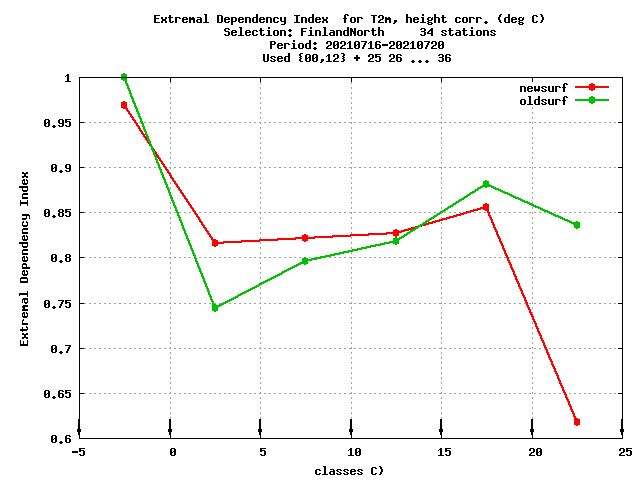 Extremal Dependency Index for T2m, height corr. (deg C)
Selection: FinlandNorth 34 stations
Period: 20210716-20210720
Used {00,12} + 25 26 ... 36
newsurf
oldsurf
1
0.95
0.9
0.85
0.8
0.75
0.7
0.65
0.6
Extremal Dependency Index
-5 0 5 10 15 20 25
classes C)